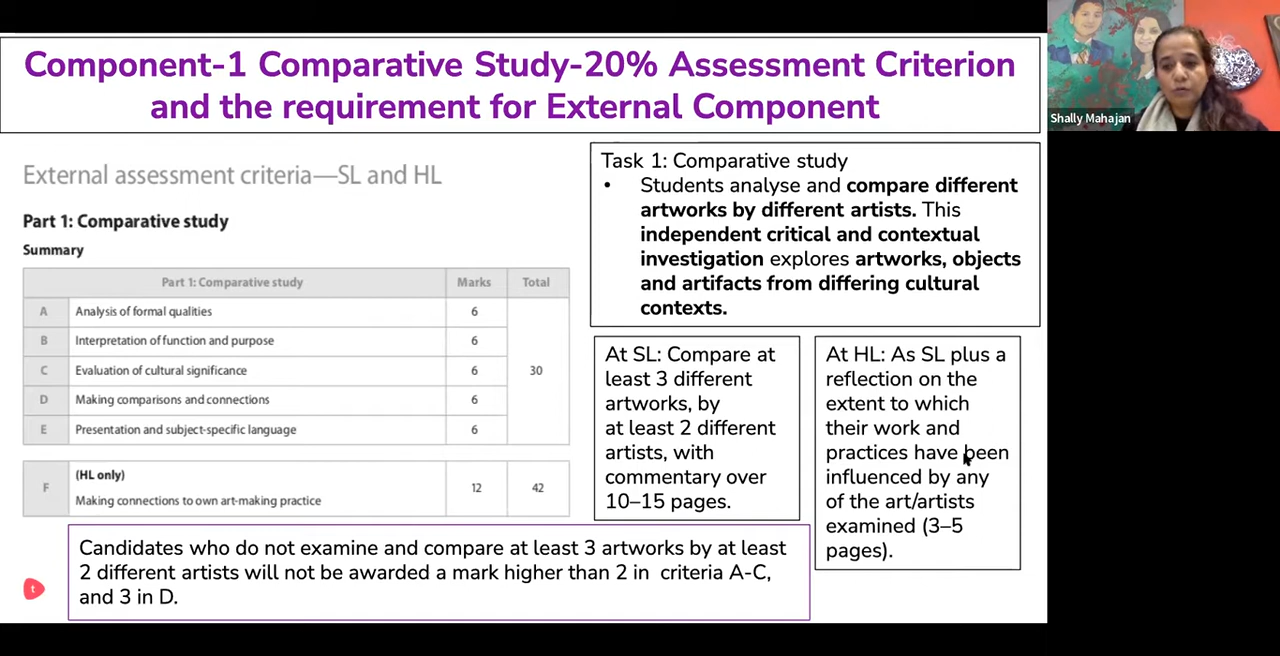 Component-1 Comparative Study-20% Assessment Criterion
and the requirement for External Component
Shally Mahajan
External assessment criteria—SL and HL
Part 1: Comparative study
Summary
Part 1: Comparative study Marks Total
A Analysis of formal qualities 6
B Interpretation of function and purpose 6
C Evaluation of cultural significance 6 30
D Making comparisons and connections 6
E Presentation and subject-specific language 6
F (HL only) 12 42
Making connections to own art-making practice
Task 1: Comparative study
• Students analyse and compare different
artworks by different artists. This
independent critical and contextual
investigation explores artworks, objects
and artifacts from differing cultural
contexts.
At SL: Compare at
least 3 different
artworks, by
at least 2 different
artists, with
commentary over
10–15 pages.
At HL: As SL plus a
reflection on the
extent to which
their work and
practices have been
influenced by any
of the art/artists
examined (3–5
pages).
Candidates who do not examine and compare at least 3 artworks by at least
2 different artists will not be awarded a mark higher than 2 in criteria A-C,
and 3 in D.
t